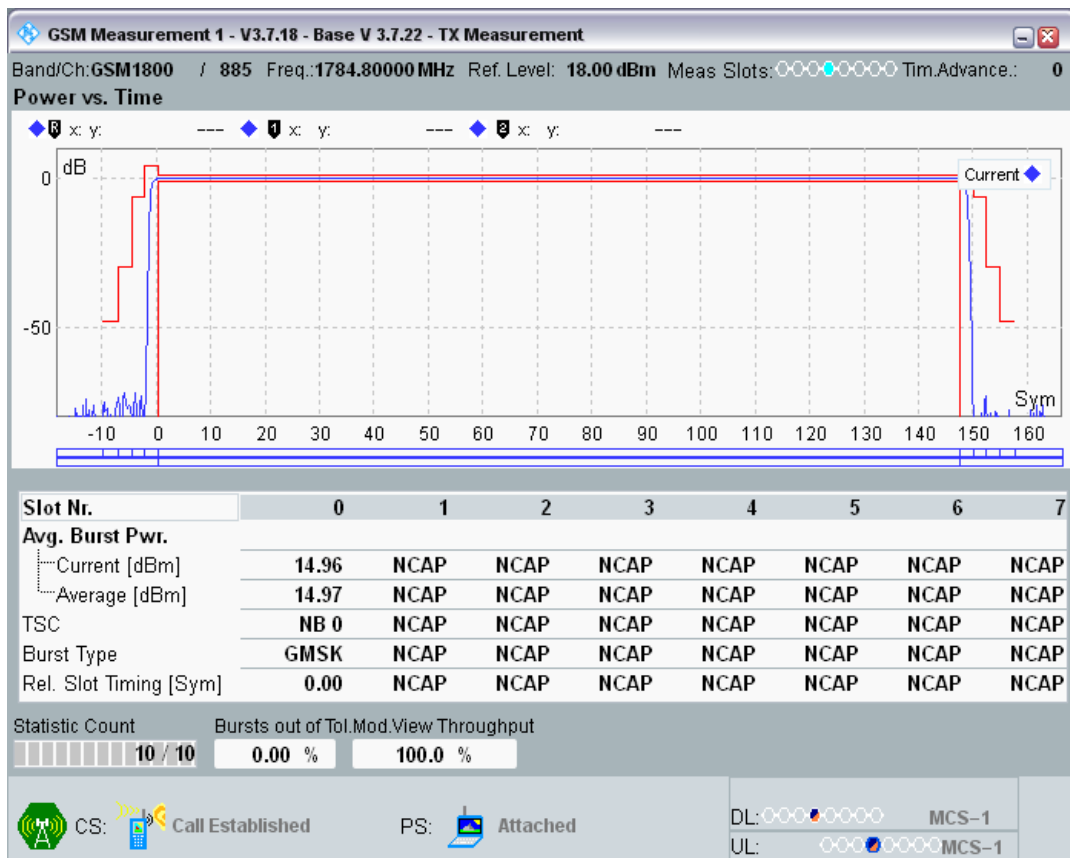 GSM Measurement 1 - V3.7.18 - Base V 3.7.22 - TX Measurement
Band/Ch:GSM1800 / 885 Freq.:1784.80000 MHz Ref. Level: 18.00 dBm Meas Slots: Tim.Advance.: 0
Power vs. Time
R x: y: --- 1 x: y: --- 2 x: y: ---
dB
0
Current
-50
Sym
-10 0 10 20 30 40 50 60 70 80 90 100 110 120 130 140 150 160
Slot Nr. 0 1 2 3 4 5 6 7
Avg. Burst Pwr.
Current [dBm] 14.96 NCAP NCAP NCAP NCAP NCAP NCAP NCAP
Average [dBm] 14.97 NCAP NCAP NCAP NCAP NCAP NCAP NCAP
TSC NB 0 NCAP NCAP NCAP NCAP NCAP NCAP NCAP
Burst Type GMSK NCAP NCAP NCAP NCAP NCAP NCAP NCAP
Rel. Slot Timing [Sym] 0.00 NCAP NCAP NCAP NCAP NCAP NCAP NCAP
Statistic Count Bursts out of Tol.Mod.View Throughput
10 / 10 0.00 % 100.0 %
CS: Call Established PS: Attached
DL: MCS-1
UL: MCS-1